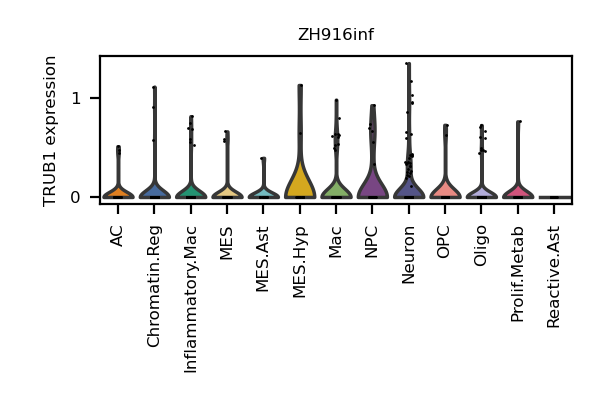 ZH916inf
TRUB1 expression
1
0
AC
Chromatin.Reg
Inflammatory.Mac
MES
MES.Ast
MES.Hyp
Mac
NPC
Neuron
OPC
Oligo
Prolif.Metab
Reactive.Ast